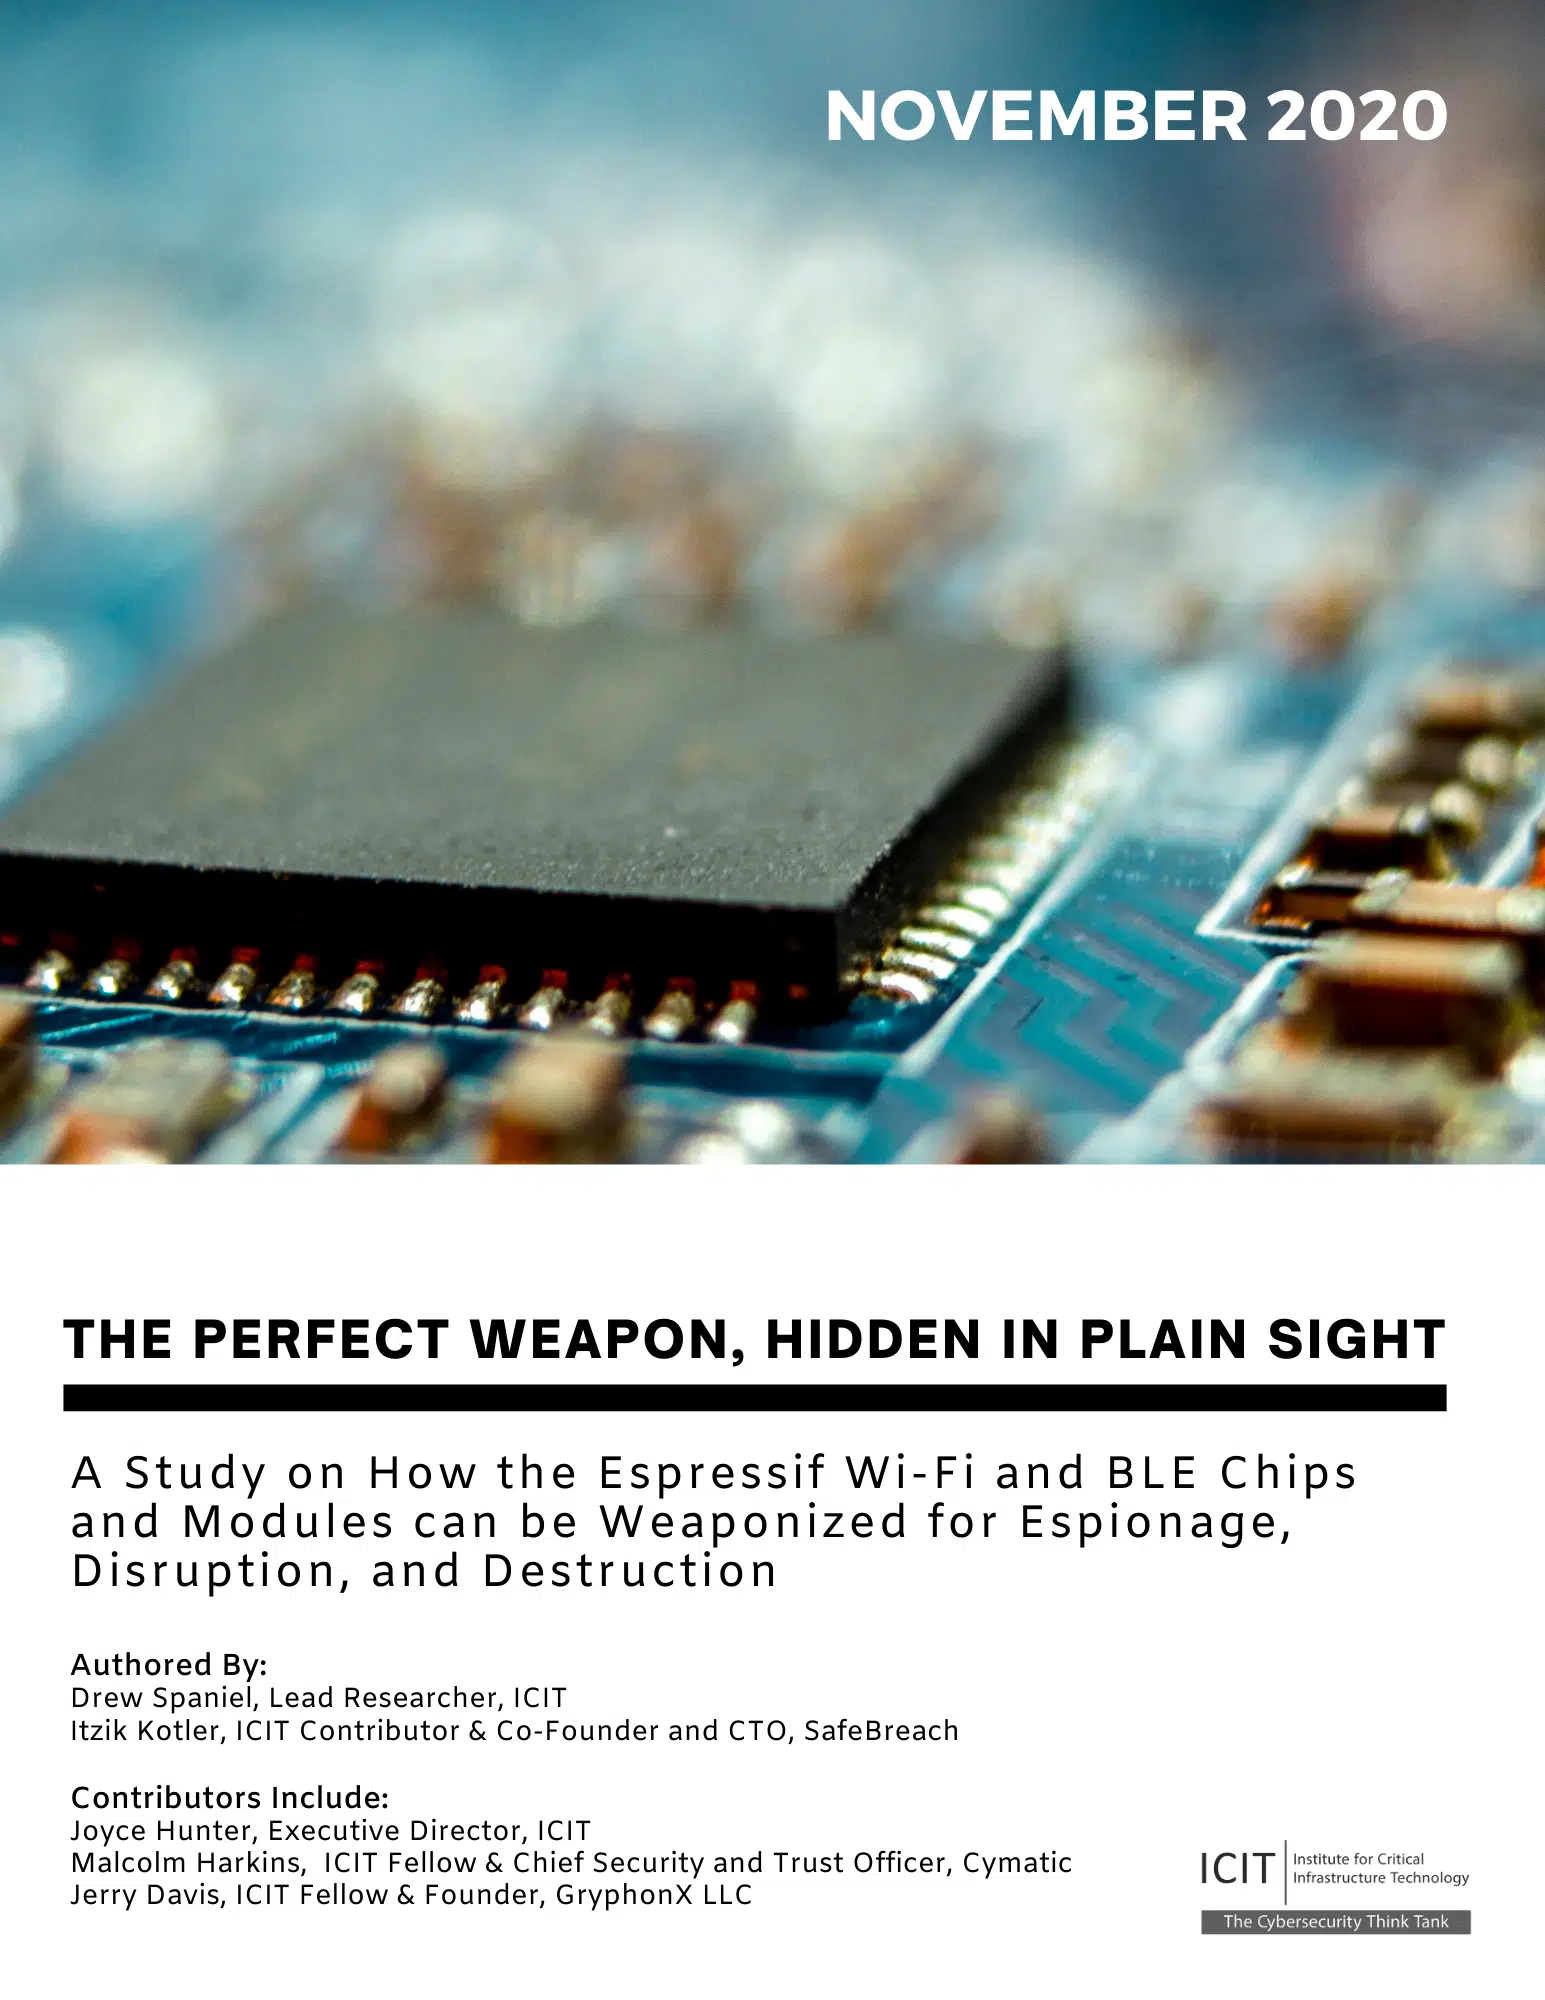 NOVEMBER 2020
THE PERFECT WEAPON, HIDDEN IN PLAIN SIGHT
A Study on How the Espressif Wi-Fi and BLE Chips
and Modules can be Weaponized for Espionage,
Disruption, and Destruction
Authored By:
Drew Spaniel, Lead Researcher, ICIT
Itzik Kotler, ICIT Contributor & Co-Founder and CTO, SafeBreach
Contributors Include:
Joyce Hunter, Executive Director, ICIT
Malcolm Harkins,  ICIT Fellow & Chief Security and Trust Officer, Cymatic
Jerry Davis, ICIT Fellow & Founder, GryphonX LLC
ICIT
Institute for Critical
Infrastructure Technology
The Cybersecurity Think Tank